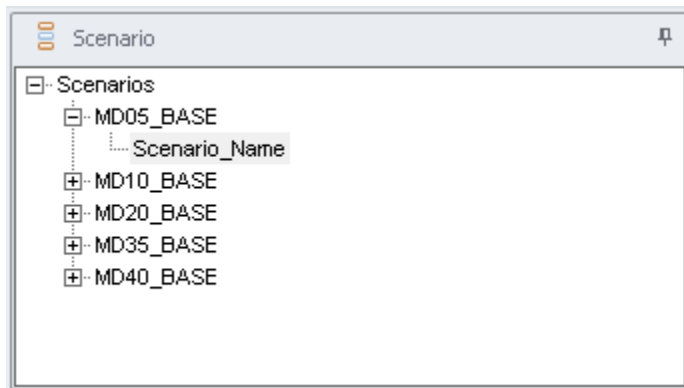 Scenario
Scenarios
MD05_BASE
Scenario_Name
MD10_BASE
MD20_BASE
MD35_BASE
MD40_BASE